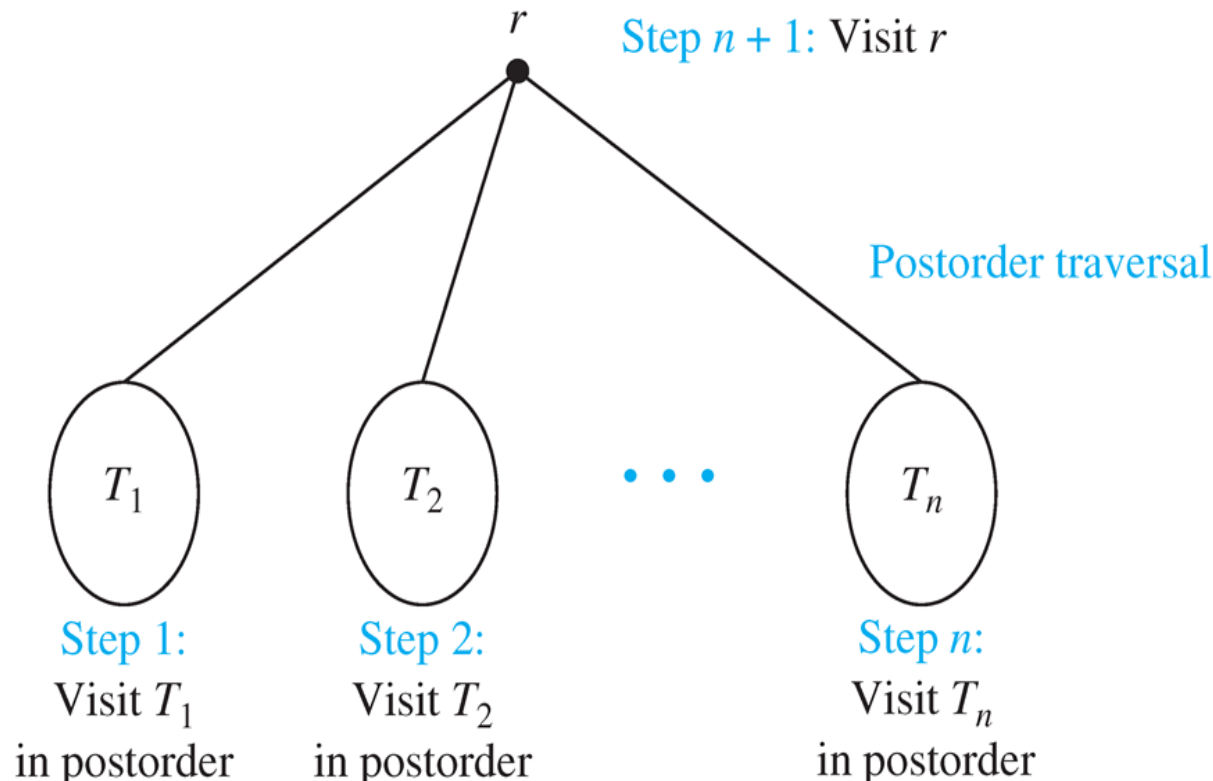 r
Step n + 1: Visit r
Postorder traversal
T₁
T₂
Tₙ
Step 1:
Visit T₁
in postorder
Step 2:
Visit T₂
in postorder
Step n:
Visit Tₙ
in postorder